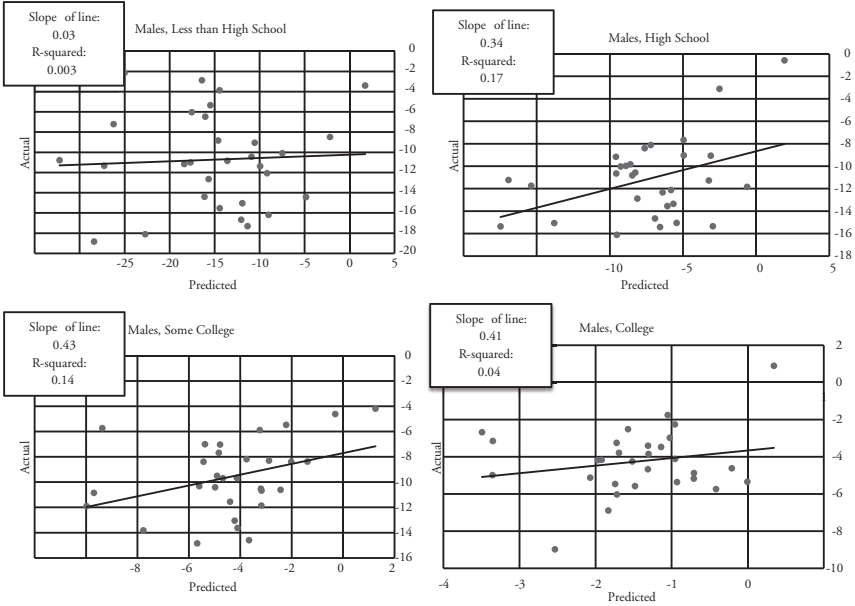 Slope of line:
0.03
R-squared:
0.003
Males, Less than High School
0
-2
-4
-6
-8
-10
-12
-14
-16
-18
-20
Actual
-25 -20 -15 -10 -5 0 5
Predicted
Slope of line:
0.34
R-squared:
0.17
Males, High School
0
-2
-4
-6
-8
-10
-12
-14
-16
-18
Actual
-10 -5 0 5
Predicted
Slope of line:
0.43
R-squared:
0.14
Males, Some College
0
-2
-4
-6
-8
-10
-12
-14
-16
Actual
-8 -6 -4 -2 0 2
Predicted
Slope of line:
0.41
R-squared:
0.04
Males, College
2
0
-2
-4
-6
-8
-10
Actual
-4 -3 -2 -1 0
Predicted